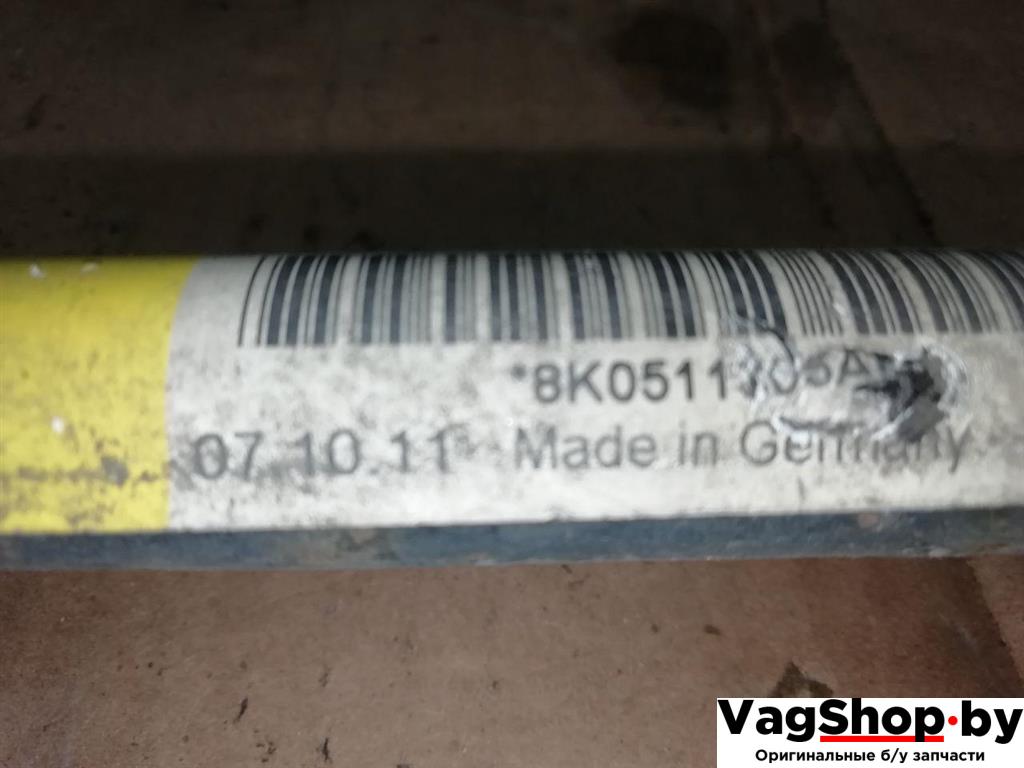 07.10.11 Made in Germany
VagShop.by
Оригинальные б/у запчасти